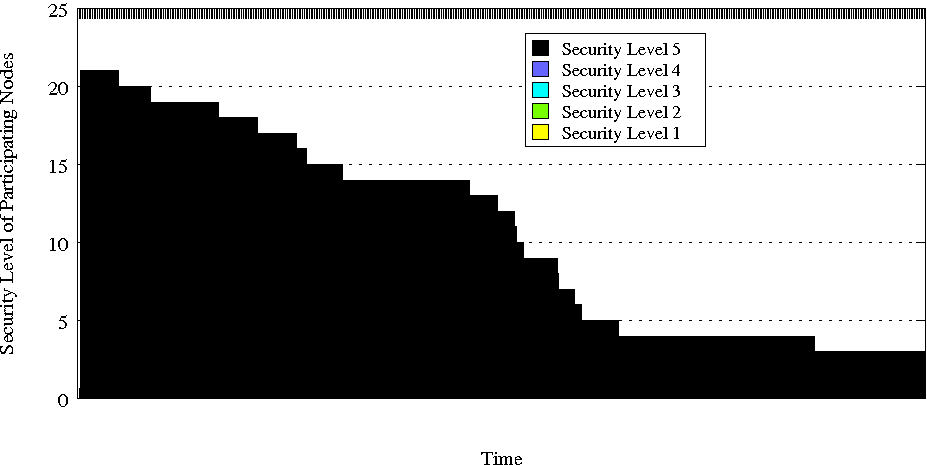 25
20
15
10
5
0
Security Level of Participating Nodes
Security Level 5
Security Level 4
Security Level 3
Security Level 2
Security Level 1
Time